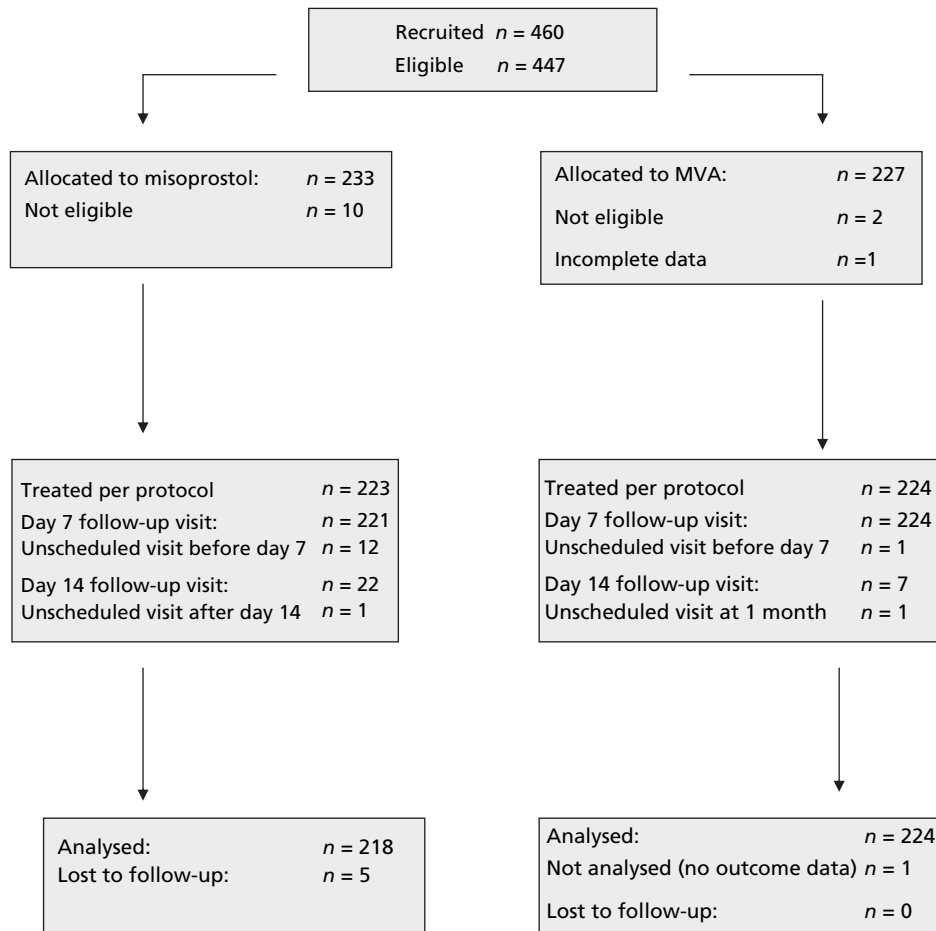 Recruited n = 460
Eligible n = 447
Allocated to misoprostol: n = 233
Not eligible n = 10
Allocated to MVA: n = 227
Not eligible n = 2
Incomplete data n =1
Treated per protocol n = 223
Day 7 follow-up visit: n = 221
Unscheduled visit before day 7 n = 12
Day 14 follow-up visit: n = 22
Unscheduled visit after day 14 n = 1
Treated per protocol n = 224
Day 7 follow-up visit: n = 224
Unscheduled visit before day 7 n = 1
Day 14 follow-up visit: n = 7
Unscheduled visit at 1 month n = 1
Analysed: n = 218
Lost to follow-up: n = 5
Analysed: n = 224
Not analysed (no outcome data) n = 1
Lost to follow-up: n = 0